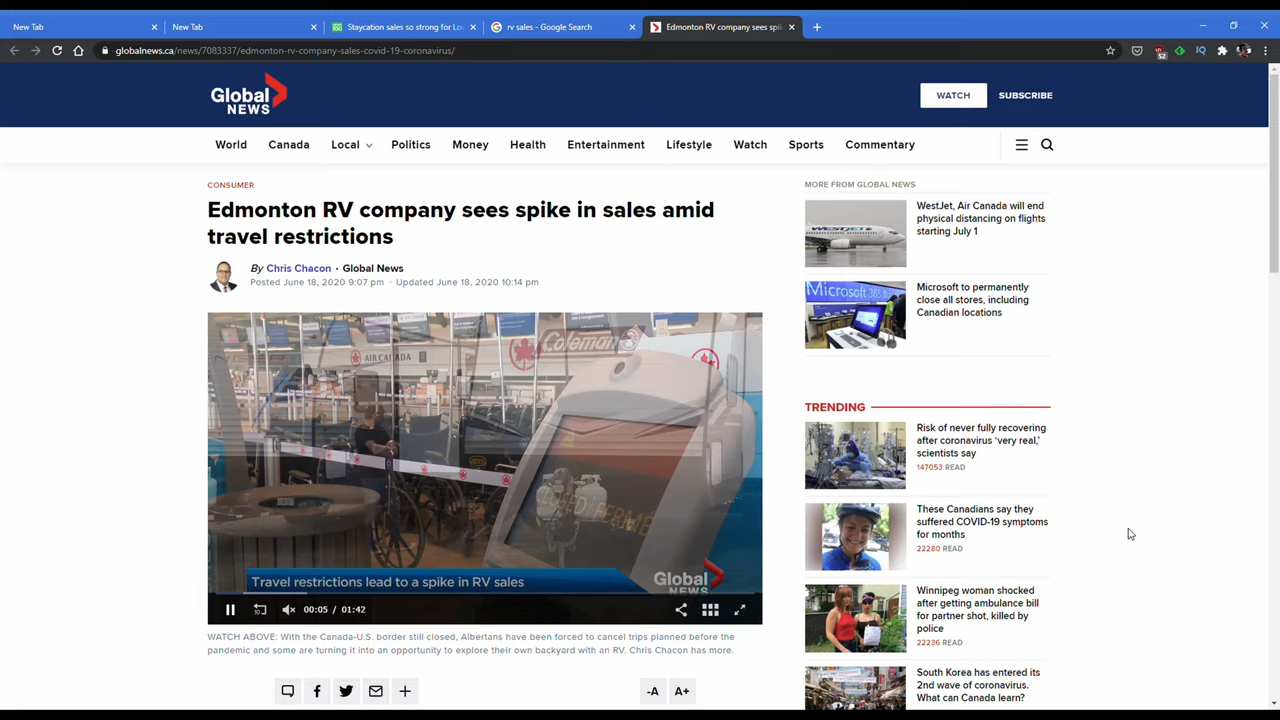 New Tab
New Tab
Staycation sales so strong for Lo
rv sales - Google Search
Edmonton RV company sees spi
globalnews.ca/news/7083337/edmonton-rv-company-sales-covid-19-coronavirus/
52
IQ
Global
NEWS
WATCH
SUBSCRIBE
World
Canada
Local
Politics
Money
Health
Entertainment
Lifestyle
Watch
Sports
Commentary
CONSUMER
Edmonton RV company sees spike in sales amid
travel restrictions
By Chris Chacon · Global News
Posted June 18, 2020 9:07 pm · Updated June 18, 2020 10:14 pm
AIR CANADA
Coleman
Travel restrictions lead to a spike in RV sales
Global
NEWS
10
00:05 / 01:42
WATCH ABOVE: With the Canada-U.S. border still closed, Albertans have been forced to cancel trips planned before the
pandemic and some are turning it into an opportunity to explore their own backyard with an RV. Chris Chacon has more.
-A
A+
MORE FROM GLOBAL NEWS
WESTJET
WestJet, Air Canada will end
physical distancing on flights
starting July 1
Microsoft 365
Microsoft to permanently
close all stores, including
Canadian locations
TRENDING
Risk of never fully recovering
after coronavirus ‘very real,’
scientists say
147053 READ
These Canadians say they
suffered COVID-19 symptoms
for months
22280 READ
Winnipeg woman shocked
after getting ambulance bill
for partner shot, killed by
police
22236 READ
South Korea has entered its
2nd wave of coronavirus.
What can Canada learn?